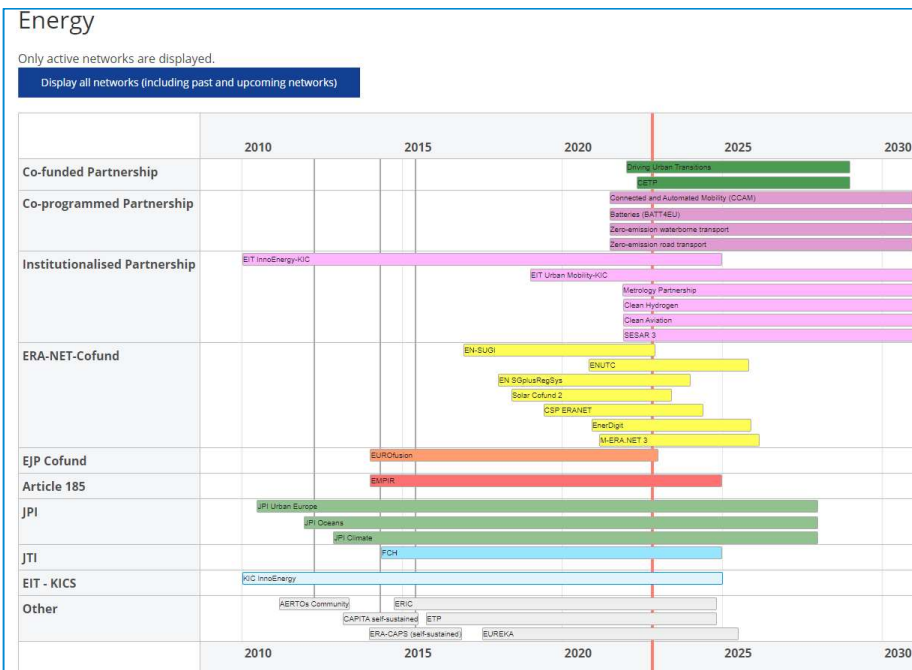 Energy
Only active networks are displayed.
Display all networks (including past and upcoming networks)
2010 2015 2020 2025 2030
Co-funded Partnership
Driving Urban Transitions
CETP
Co-programmed Partnership
Connected and Automated Mobility (CCAM)
Batteries (BATT4EU)
Zero-emission waterborne transport
Zero-emission road transport
Institutionalised Partnership
EIT InnoEnergy-KIC
EIT Urban Mobility-KIC
Metrology Partnership
Clean Hydrogen
Clean Aviation
SESAR 3
ERA-NET-Cofund
EN-SUGI
ENUTC
EN SGplusRegSys
Solar Cofund 2
CSP ERANET
EnerDigit
M-ERA.NET 3
EJP Cofund
EUROfusion
Article 185
EMPIR
JPI
JPI Urban Europe
JPI Oceans
JPI Climate
JTI
FCH
EIT - KICS
KIC InnoEnergy
Other
AERTOs Community ERIC
CAPITA self-sustained ETP
ERA-CAPS (self-sustained) EUREKA
2010 2015 2020 2025 2030